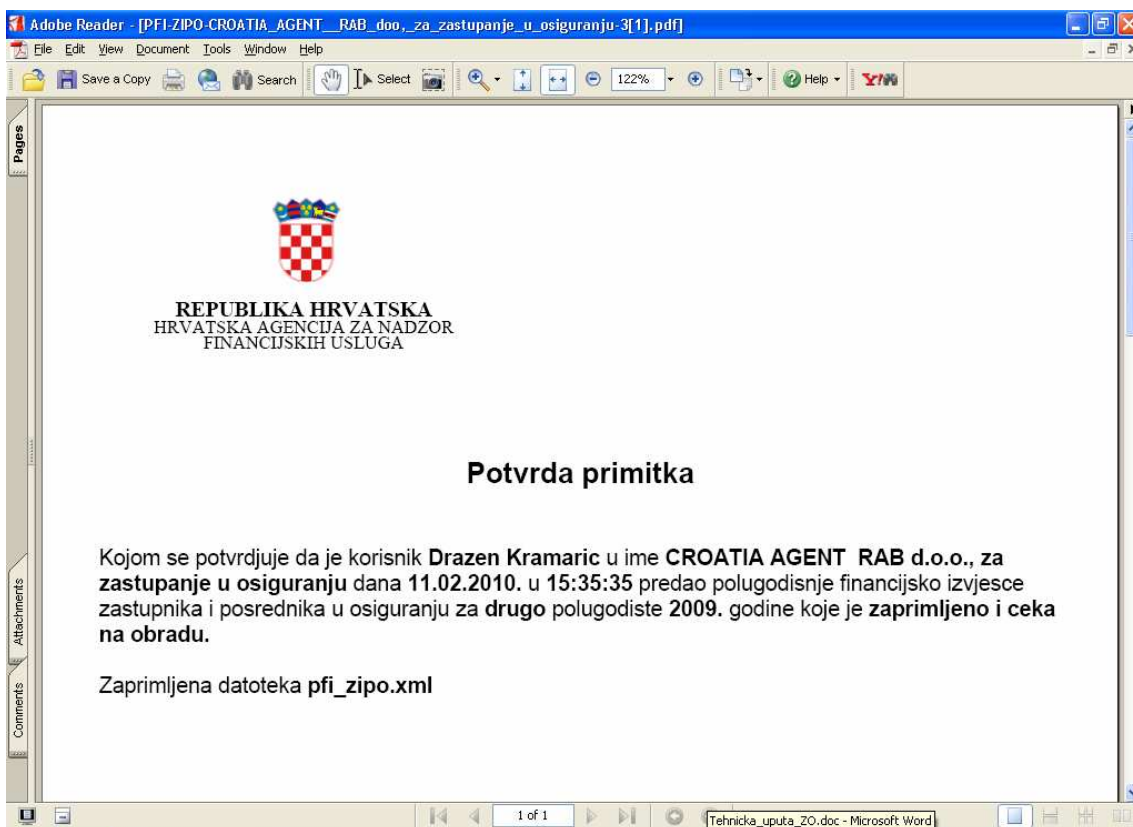 Adobe Reader - [PFI-ZIPO-CROATIA_AGENT__RAB_doo,_za_zastupanje_u_osiguranju-3[1].pdf]
File Edit View Document Tools Window Help
Save a Copy Search Select 122% Help Y!
Pages
REPUBLIKA HRVATSKA
HRVATSKA AGENCIJA ZA NADZOR
FINANCIJSKIH USLUGA
Potvrda primitka
Kojom se potvrdjuje da je korisnik Drazen Kramaric u ime CROATIA AGENT RAB d.o.o., za
zastupanje u osiguranju dana 11.02.2010. u 15:35:35 predao polugodisnje financijsko izvjesce
zastupnika i posrednika u osiguranju za drugo polugodiste 2009. godine koje je zaprimljeno i ceka
na obradu.
Zaprimljena datoteka pfi_zipo.xml
Attachments
Comments
1 of 1
Tehnicka_uputa_ZO.doc - Microsoft Word